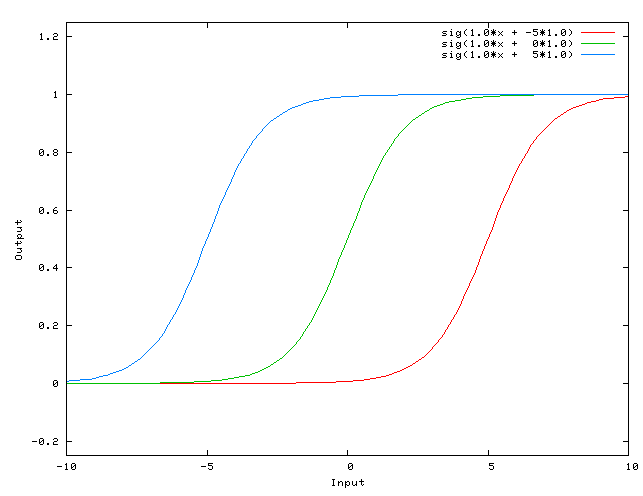 1.2
sig(1.0*x + -5*1.0)
sig(1.0*x +  0*1.0)
sig(1.0*x +  5*1.0)
1
0.8
0.6
Output
0.4
0.2
0
-0.2
-10 -5 0 5 10
Input